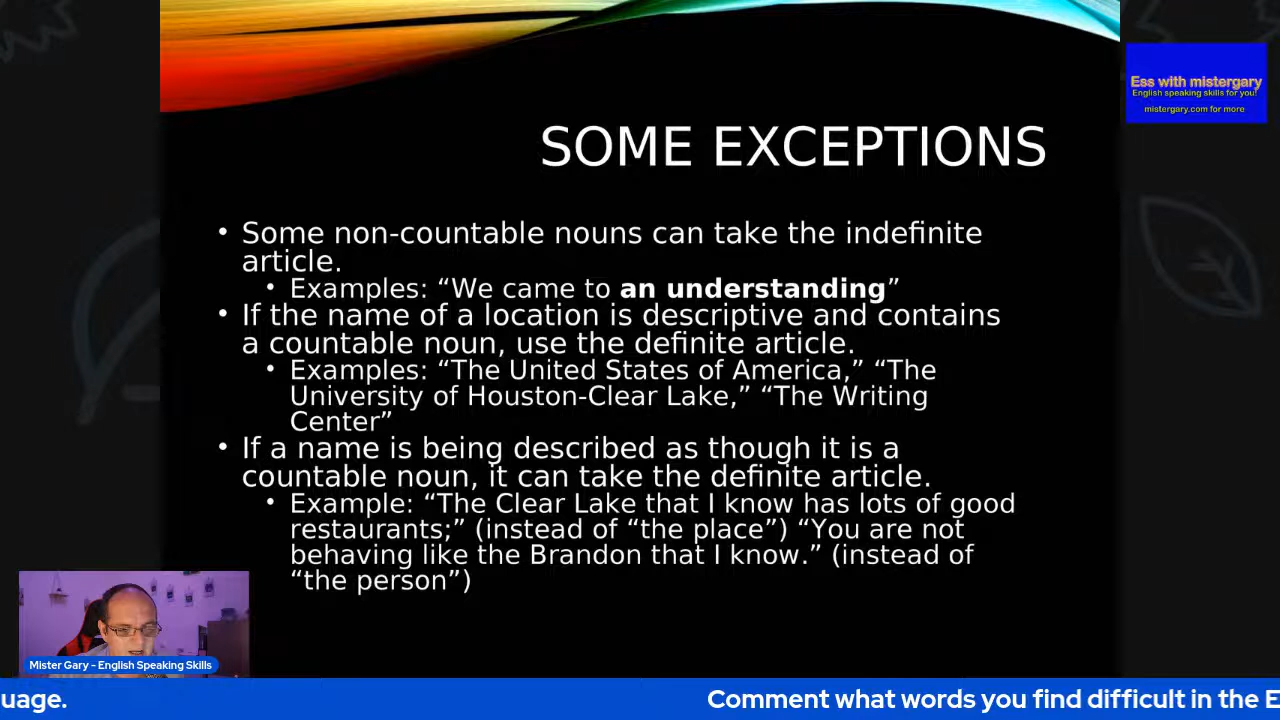 Ess with mistergary
English speaking skills for you!
mistergary.com for more
SOME EXCEPTIONS
• Some non-countable nouns can take the indefinite
article.
• Examples: “We came to an understanding”
• If the name of a location is descriptive and contains
a countable noun, use the definite article.
• Examples: “The United States of America,” “The
University of Houston-Clear Lake,” “The Writing
Center”
• If a name is being described as though it is a
countable noun, it can take the definite article.
• Example: “The Clear Lake that I know has lots of good
restaurants;” (instead of “the place”) “You are not
behaving like the Brandon that I know.” (instead of
“the person”)
Mister Gary - English Speaking Skills
uage. Comment what words you find difficult in the E